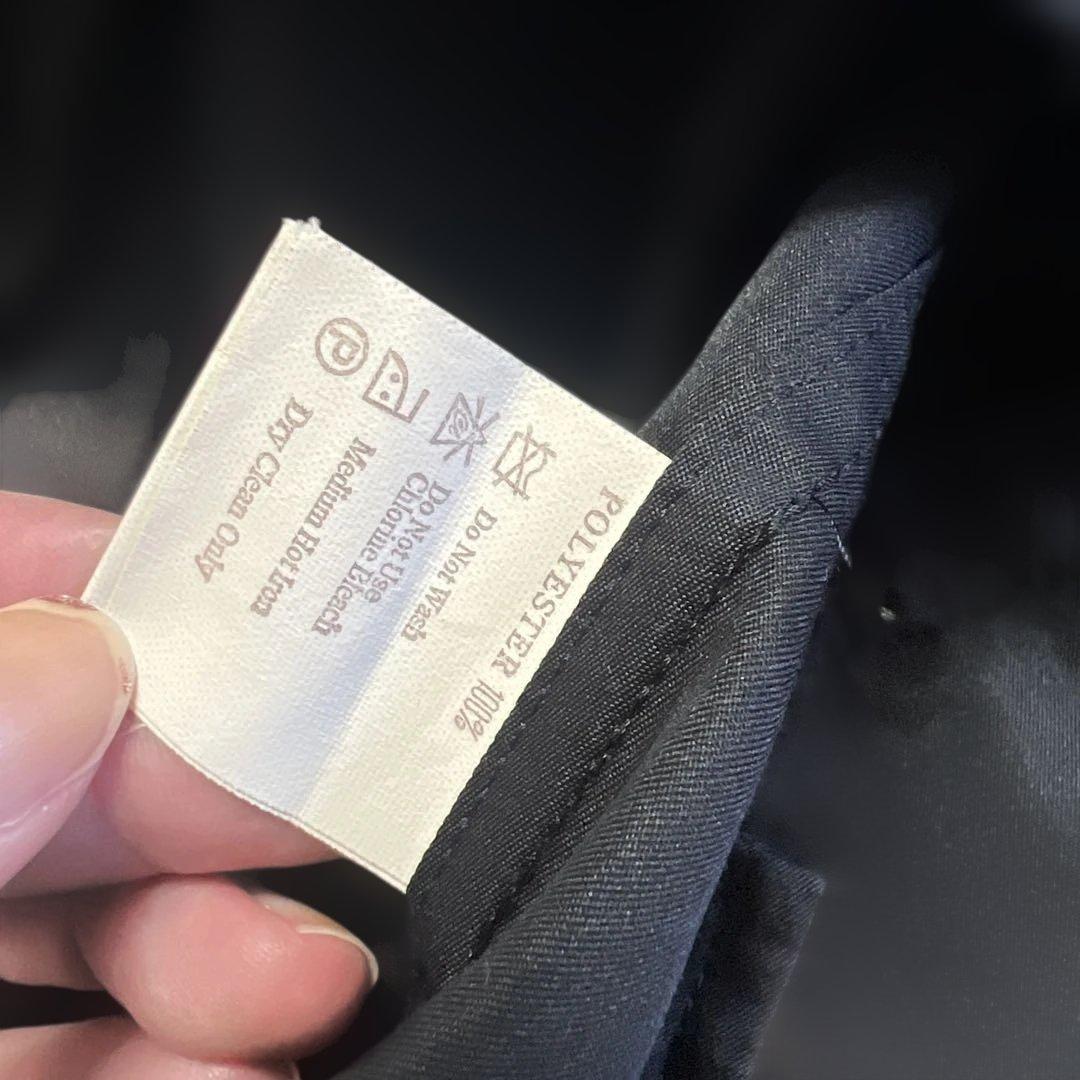 POLYESTER 100%
Do Not Wash
Do Not Use
Chlorine Bleach
Medium Hot Iron
P
Dry Clean Only